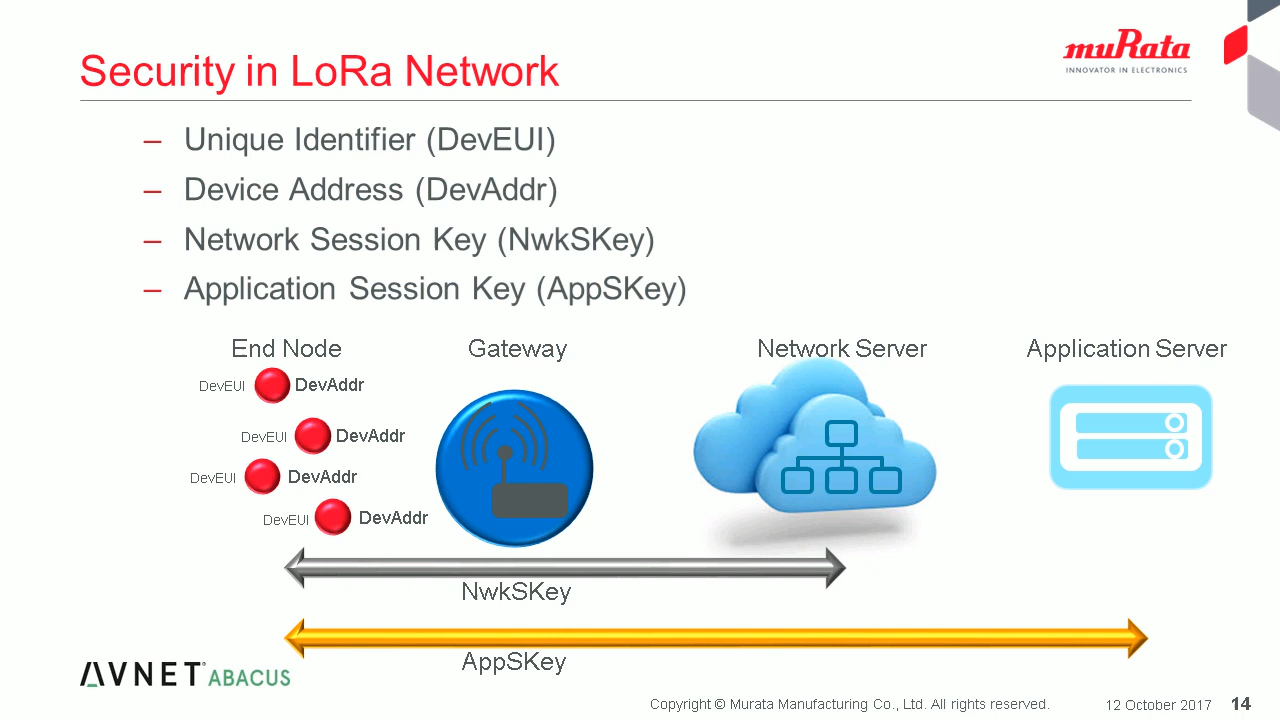 Security in LoRa Network
muRata
INNOVATOR IN ELECTRONICS
– Unique Identifier (DevEUI)
– Device Address (DevAddr)
– Network Session Key (NwkSKey)
– Application Session Key (AppSKey)
End Node
Gateway
Network Server
Application Server
DevEUI DevAddr
DevEUI DevAddr
DevEUI DevAddr
DevEUI DevAddr
NwkSKey
AppSKey
AVNET® ABACUS
Copyright © Murata Manufacturing Co., Ltd. All rights reserved. 12 October 2017 14